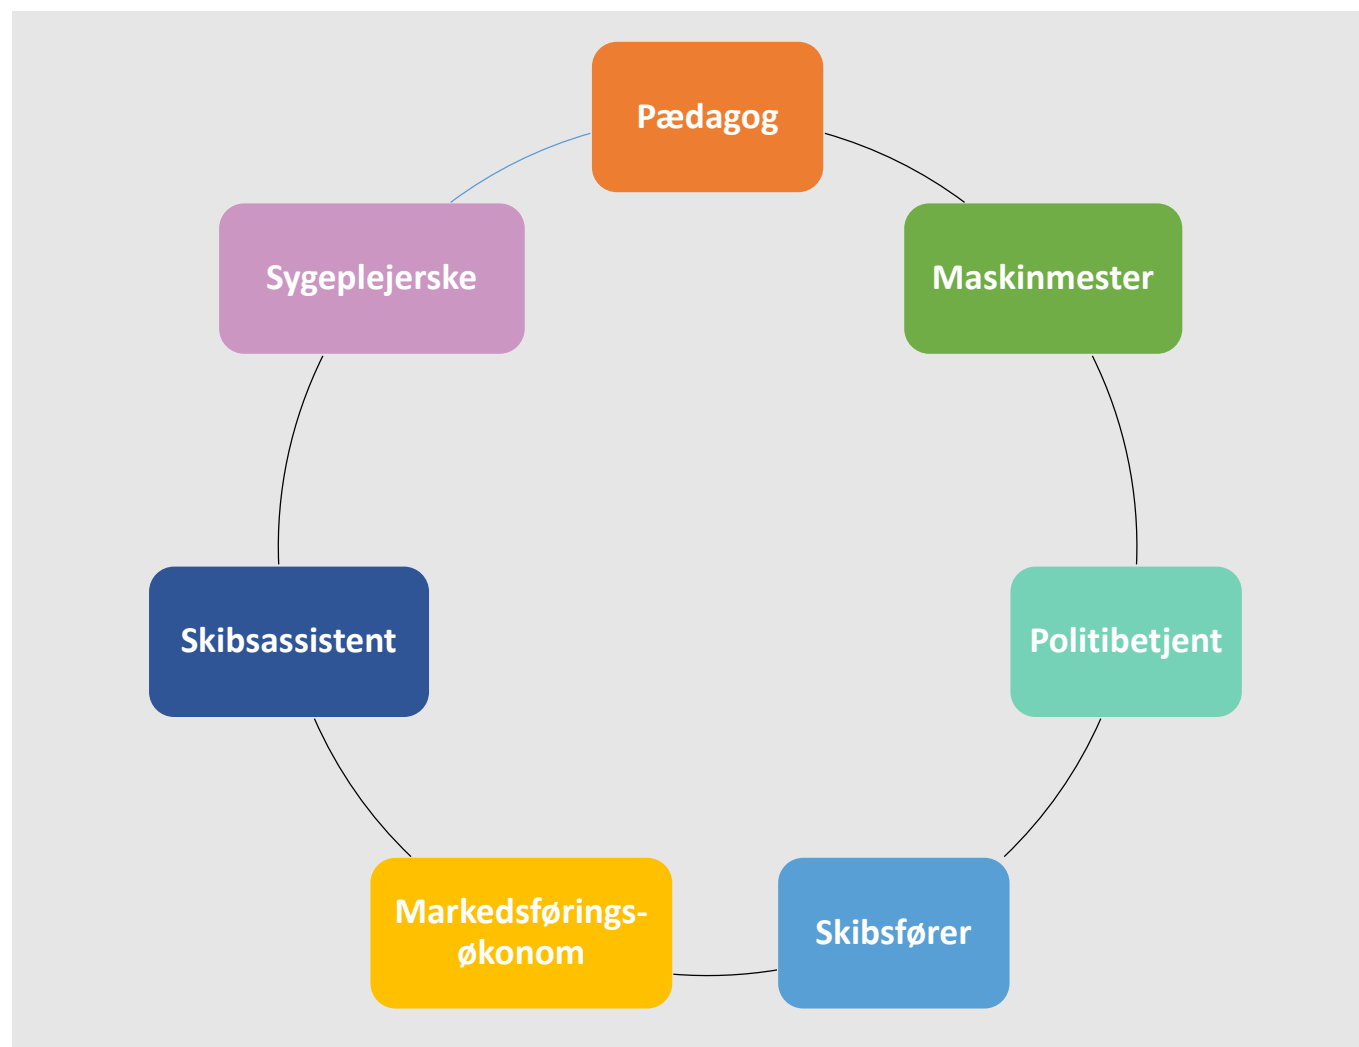 Pædagog
Sygeplejerske
Maskinmester
Skibsassistent
Politibetjent
Markedsførings-
økonom
Skibsfører